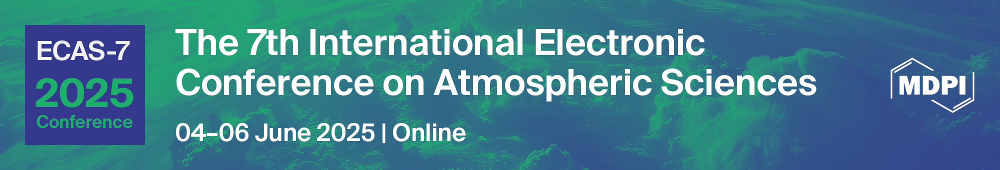 ECAS-7
2025
Conference
The 7th International Electronic
Conference on Atmospheric Sciences
04–06 June 2025 | Online
MDPI